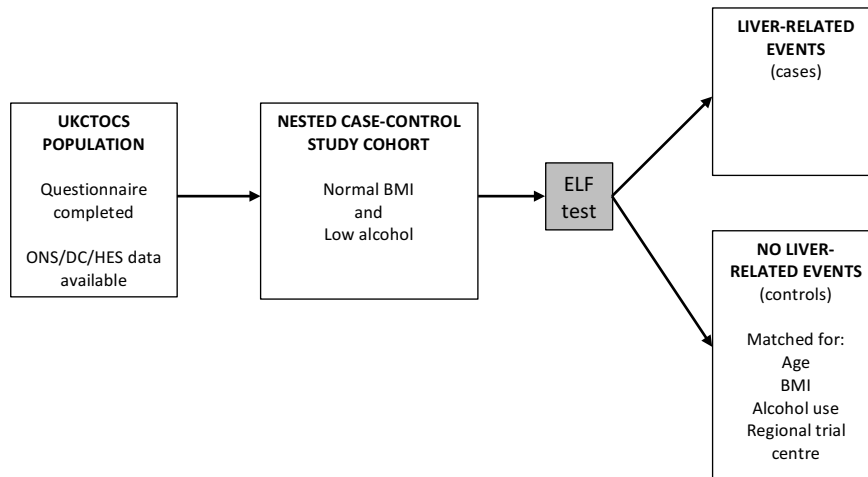 UKCTOCS
POPULATION
Questionnaire
completed
ONS/DC/HES data
available
NESTED CASE-CONTROL
STUDY COHORT
Normal BMI
and
Low alcohol
ELF
test
LIVER-RELATED
EVENTS
(cases)
NO LIVER-
RELATED EVENTS
(controls)
Matched for:
Age
BMI
Alcohol use
Regional trial
centre